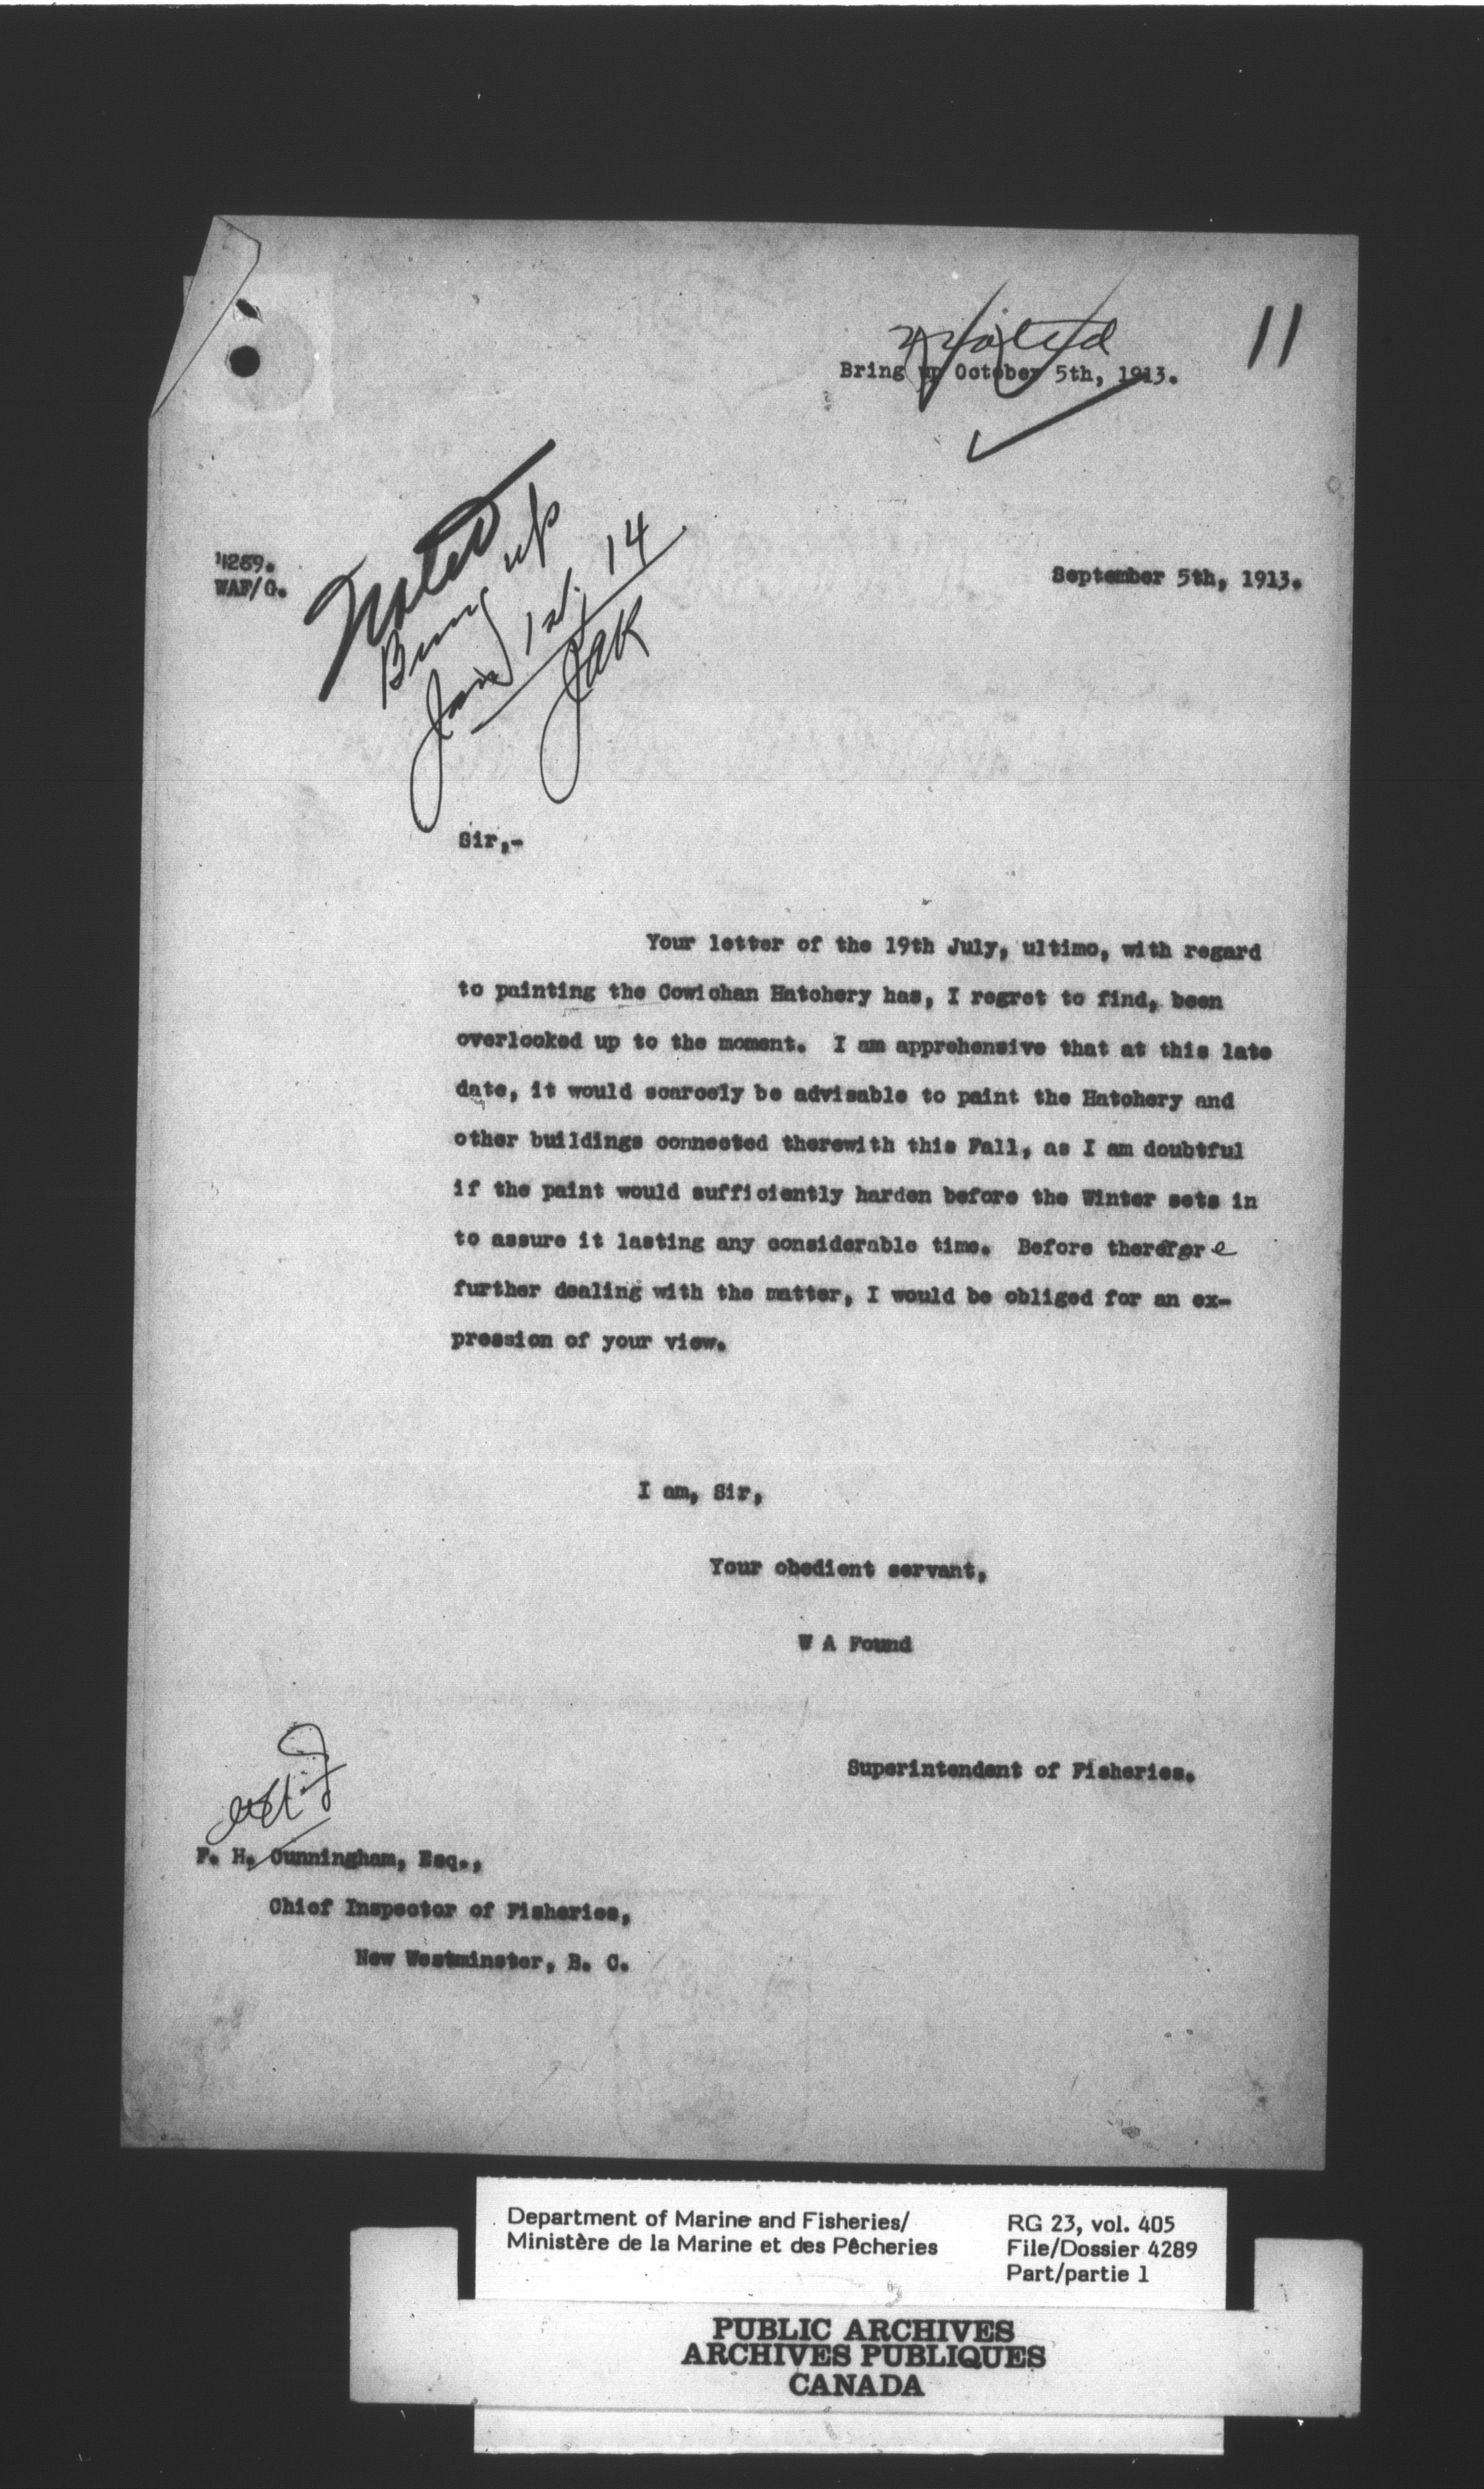 Noted
11
Bring up October 5th, 1913.
Noted
Bring up
Jan 1st, 14
JAK
4289.
WAF/G.
September 5th, 1913.
Sir,-
Your letter of the 19th July, ultimo, with regard
to painting the Cowichan Hatchery has, I regret to find, been
overlooked up to the moment. I am apprehensive that at this late
date, it would scarcely be advisable to paint the Hatchery and
other buildings connected therewith this Fall, as I am doubtful
if the paint would sufficiently harden before the Winter sets in
to assure it lasting any considerable time. Before therefore
further dealing with the matter, I would be obliged for an ex-
pression of your view.
I am, Sir,
Your obedient servant,
W A Found
Superintendent of Fisheries.
F. H. Cunningham, Esq.,
Chief Inspector of Fisheries,
New Westminster, B. C.
Department of Marine and Fisheries/
Ministère de la Marine et des Pêcheries
RG 23, vol. 405
File/Dossier 4289
Part/partie 1
PUBLIC ARCHIVES
ARCHIVES PUBLIQUES
CANADA